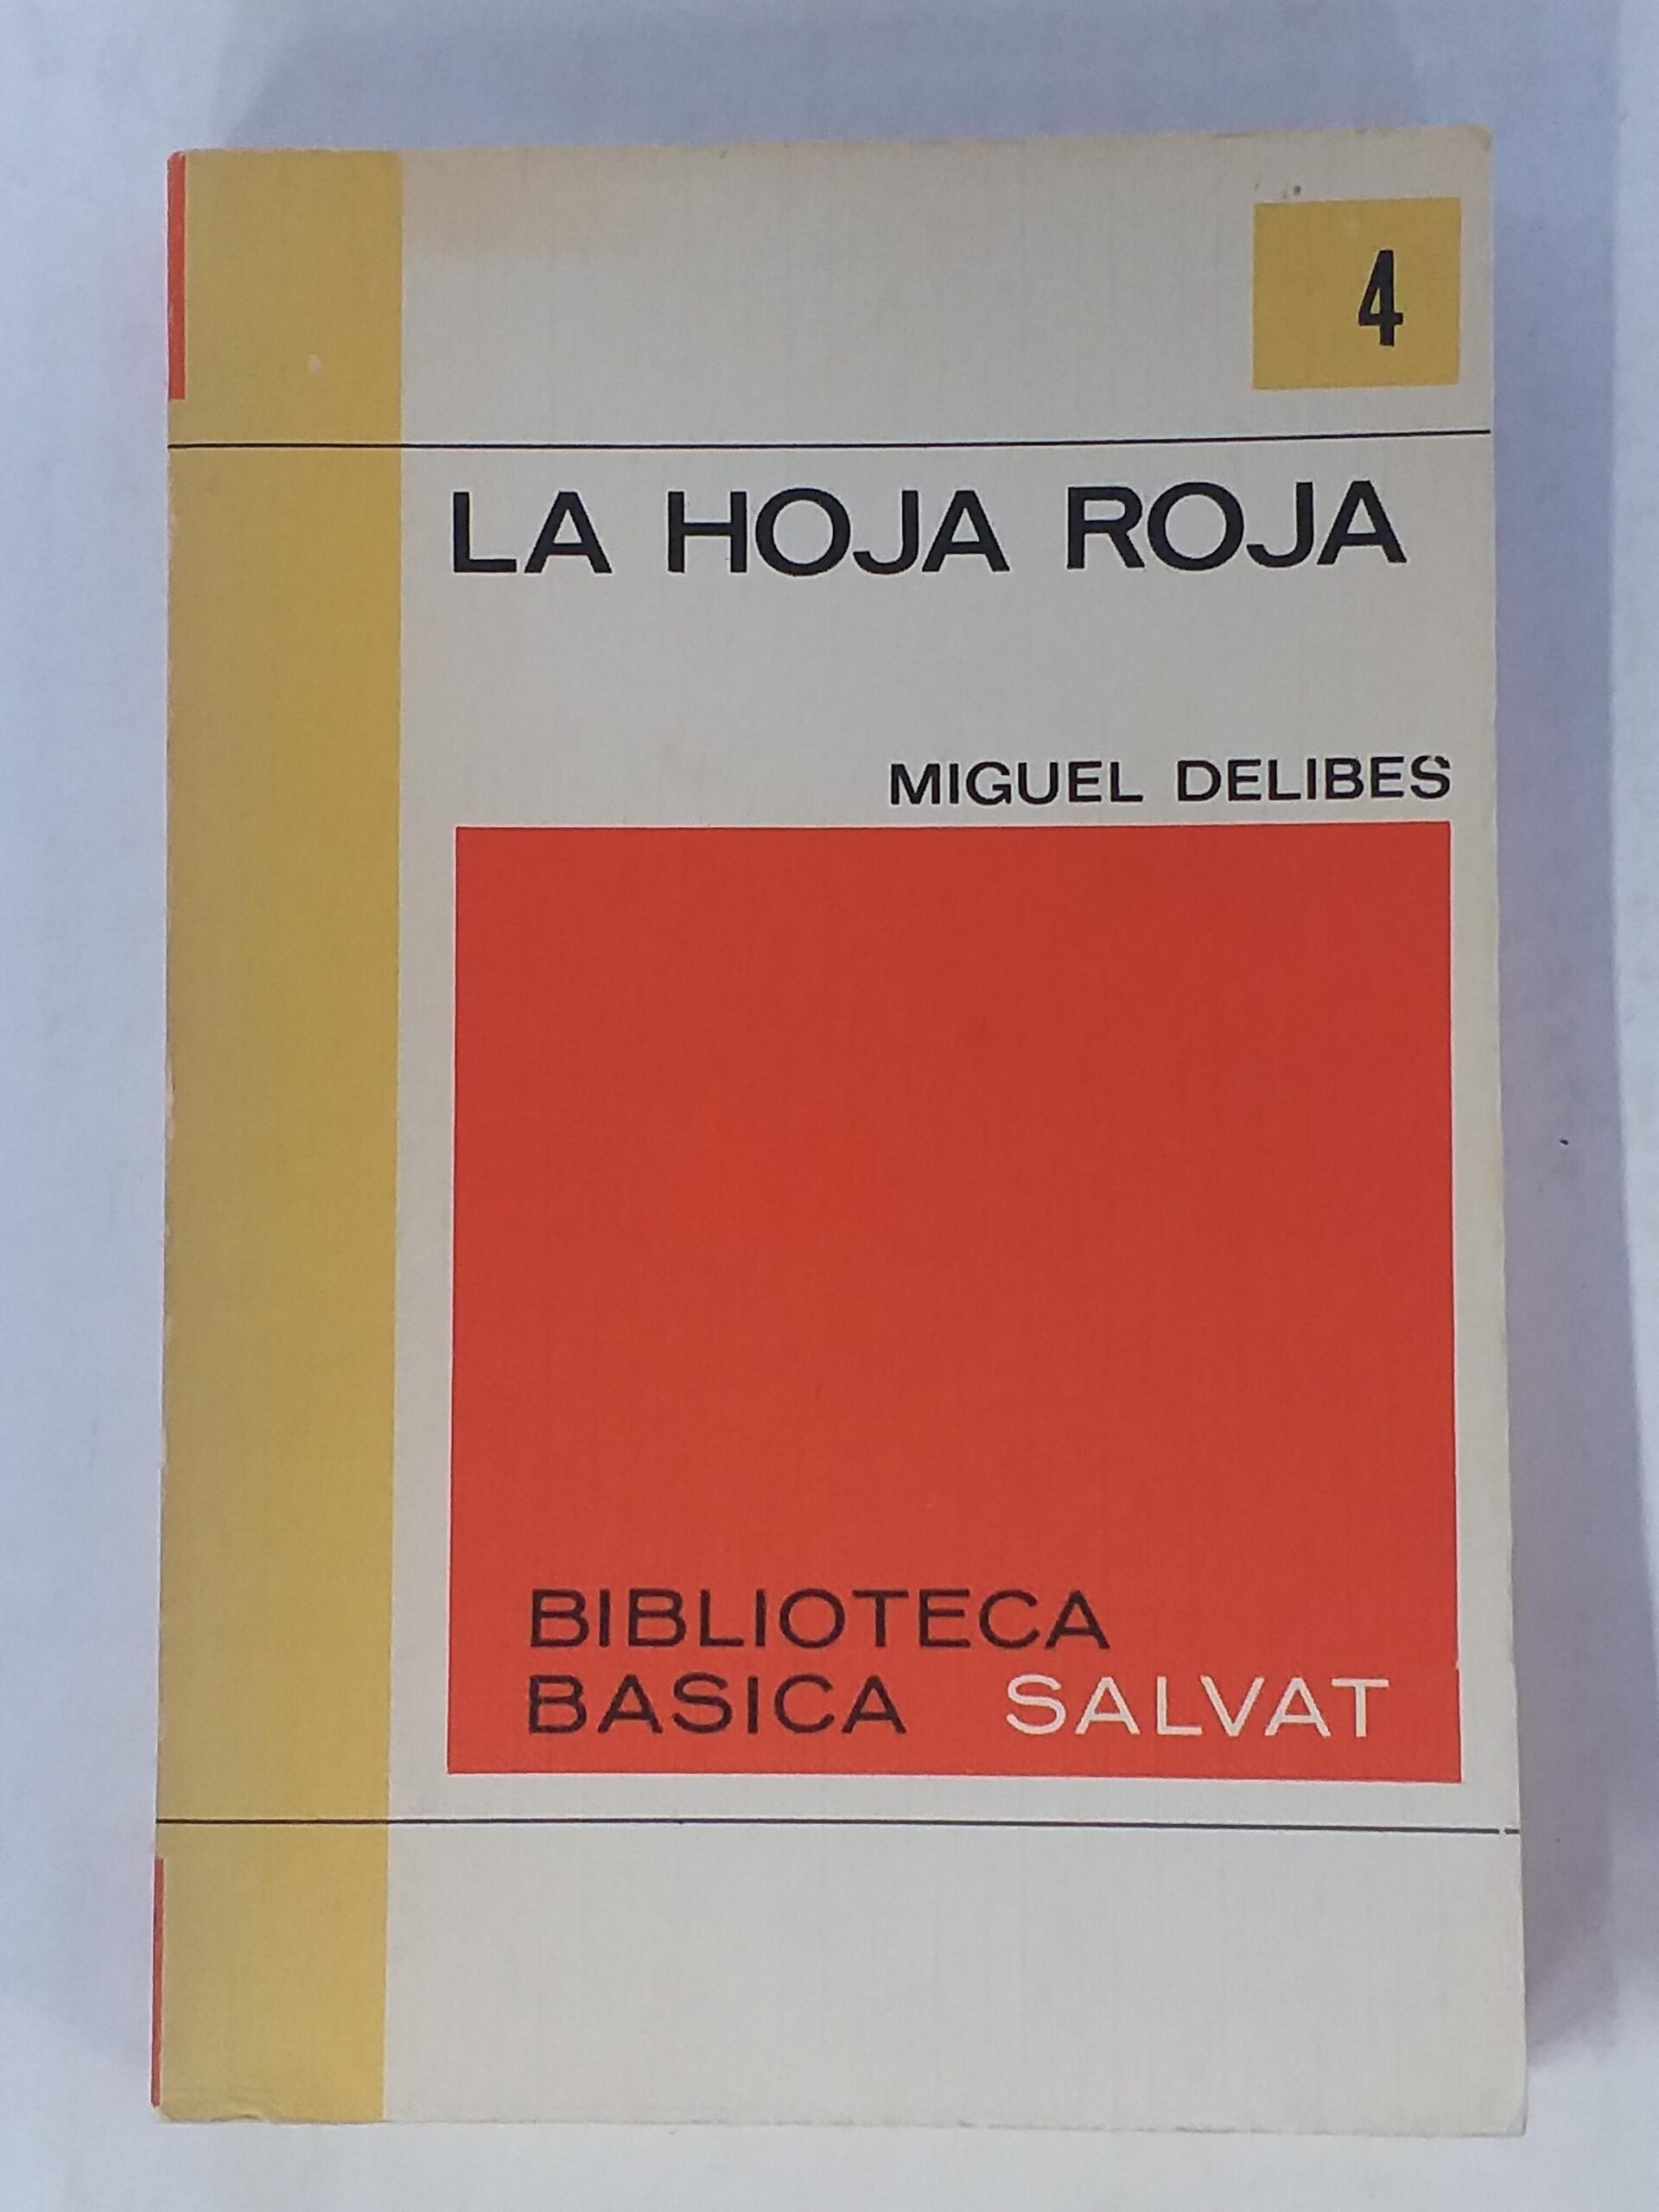 4
LA HOJA ROJA
MIGUEL DELIBES
BIBLIOTECA
BASICA SALVAT